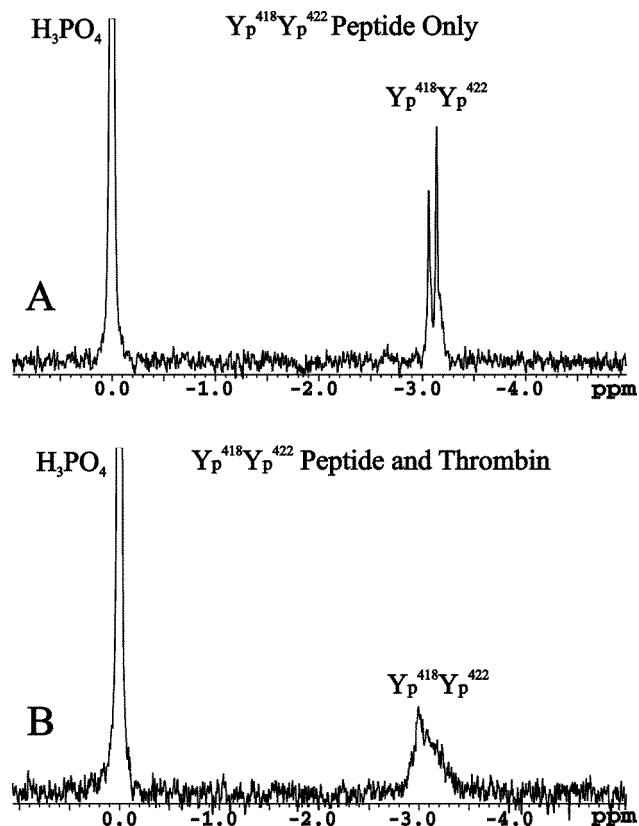 H₃PO₄ Yp⁴¹⁸Yp⁴²² Peptide Only
Yp⁴¹⁸Yp⁴²²
A
0.0 -1.0 -2.0 -3.0 -4.0 ppm
H₃PO₄ Yp⁴¹⁸Yp⁴²² Peptide and Thrombin
Yp⁴¹⁸Yp⁴²²
B
0.0 -1.0 -2.0 -3.0 -4.0 ppm